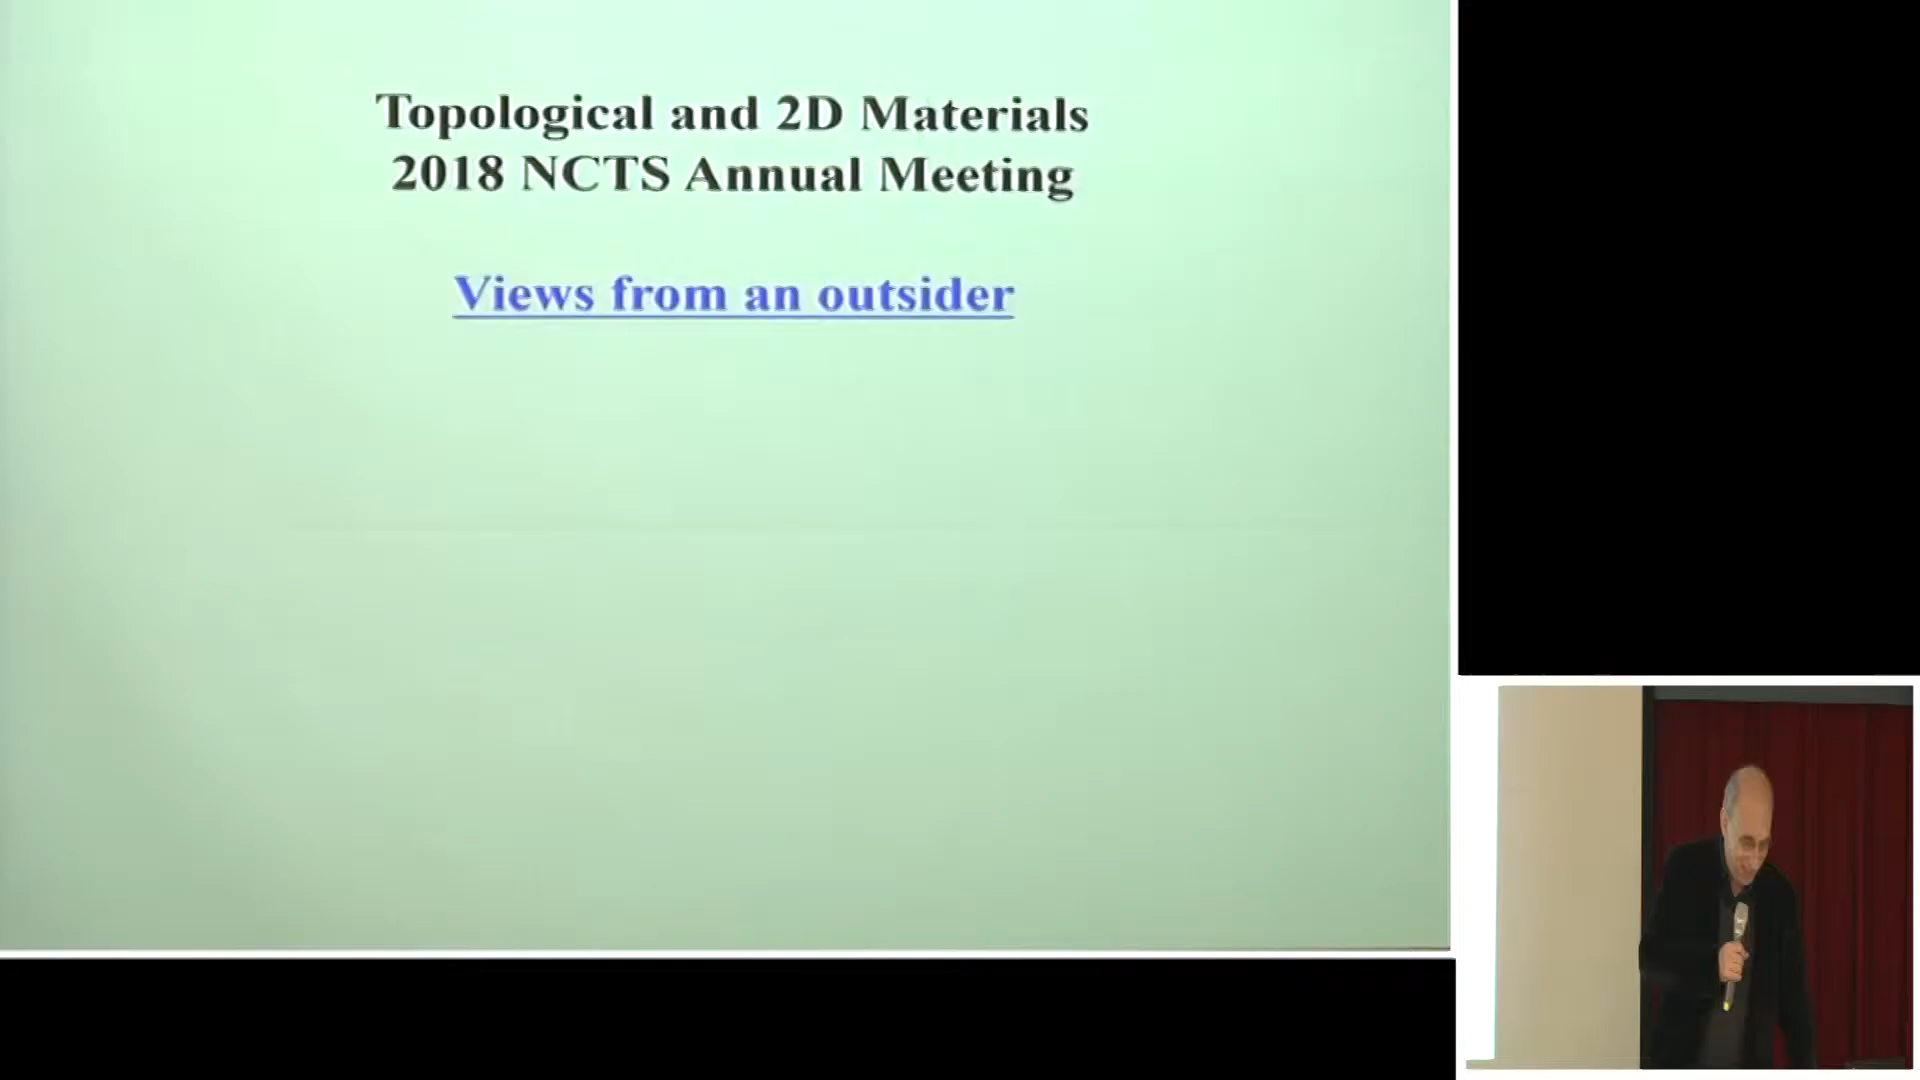 Topological and 2D Materials
2018 NCTS Annual Meeting
Views from an outsider